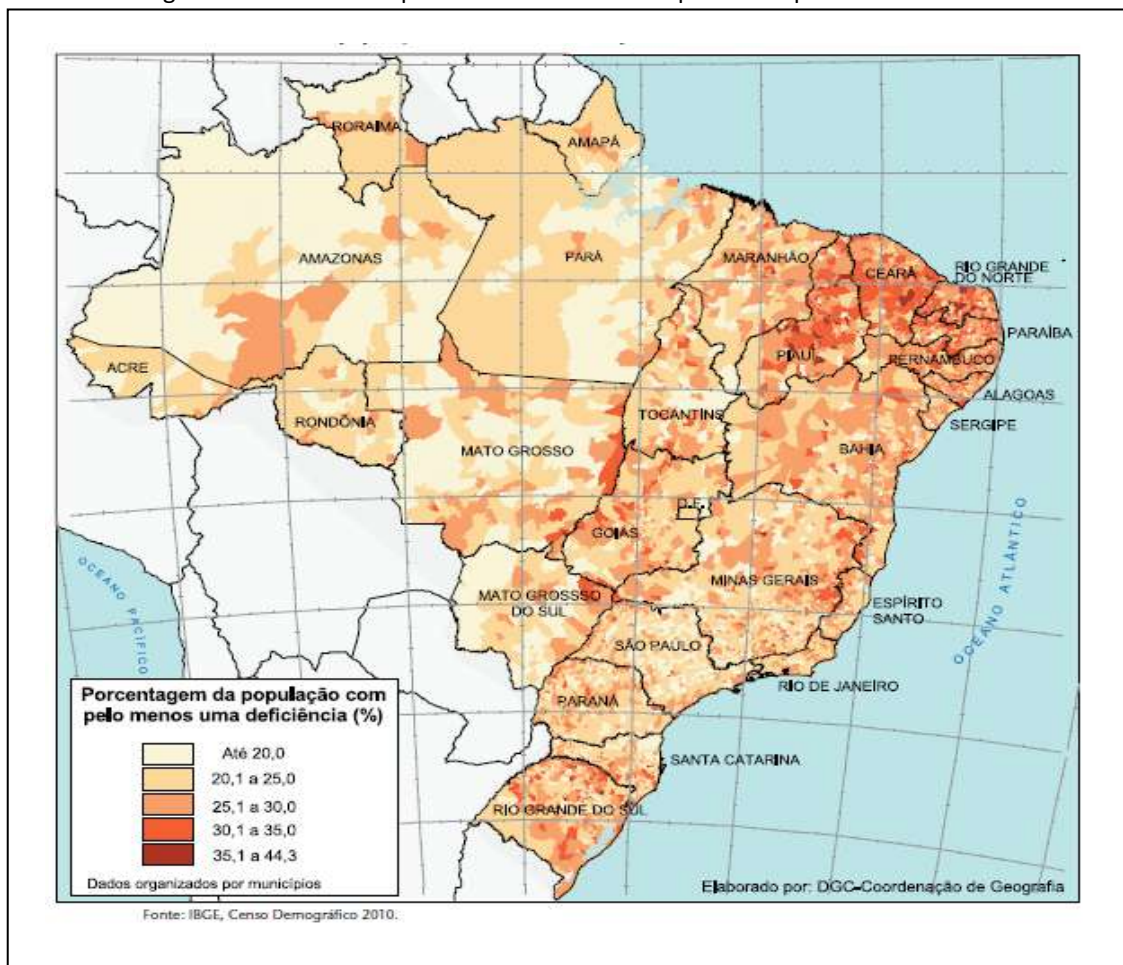 RORAIMA
AMAPÁ
AMAZONAS
PARÁ
MARANHÃO
CEARÁ
RIO GRANDE
DO NORTE
PARAÍBA
PIAUÍ
PERNAMBUCO
ACRE
ALAGOAS
TOCANTÍNS
SERGIPE
RONDÔNIA
MATO GROSSO
BAHIA
D.F.
GOIÁS
MINAS GERAIS
MATO GROSSSO
DO SUL
ESPÍRITO
SANTO
SÃO PAULO
RIO DE JANEIRO
PARANÁ
SANTA CATARINA
RIO GRANDE DO SUL
OCEANO PACÍFICO
OCEANO ATLÂNTICO
Porcentagem da população com
pelo menos uma deficiência (%)
Até 20,0
20,1 a 25,0
25,1 a 30,0
30,1 a 35,0
35,1 a 44,3
Dados organizados por municípios
Elaborado por: DGC-Coordenação de Geografia
Fonte: IBGE, Censo Demográfico 2010.